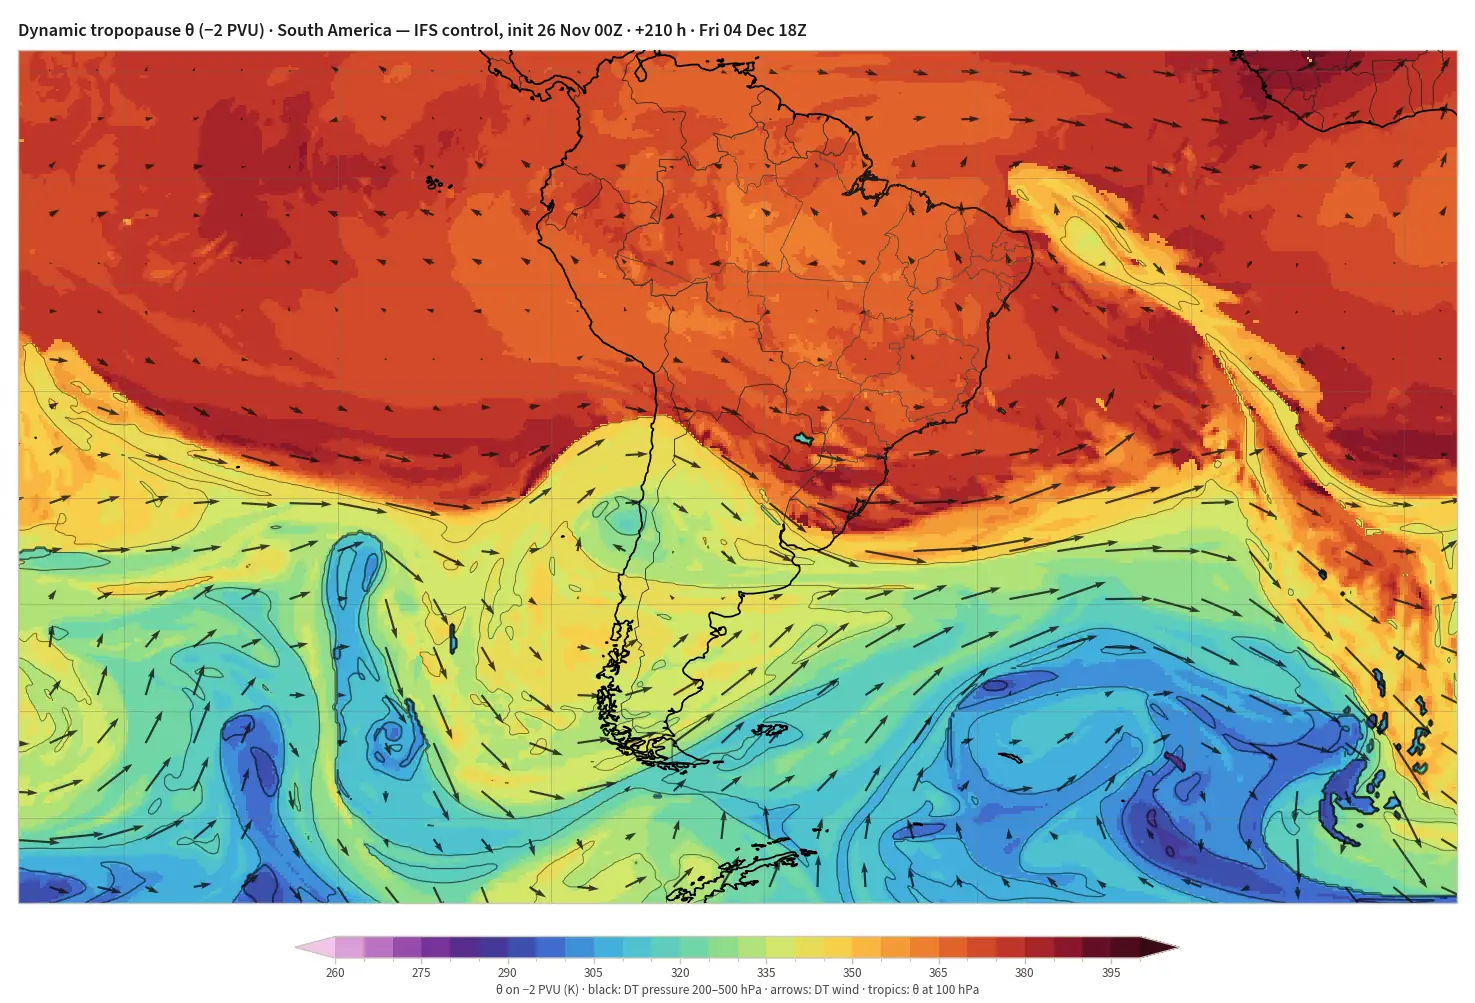 Dynamic tropopause θ (−2 PVU) · South America — IFS control, init 26 Nov 00Z · +210 h · Fri 04 Dec 18Z
260 275 290 305 320 335 350 365 380 395
θ on −2 PVU (K) · black: DT pressure 200–500 hPa · arrows: DT wind · tropics: θ at 100 hPa